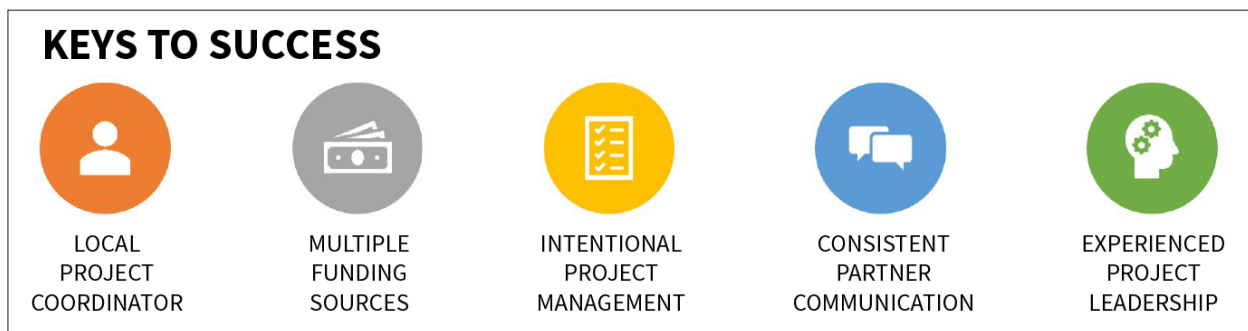 KEYS TO SUCCESS
LOCAL
PROJECT
COORDINATOR
MULTIPLE
FUNDING
SOURCES
INTENTIONAL
PROJECT
MANAGEMENT
CONSISTENT
PARTNER
COMMUNICATION
EXPERIENCED
PROJECT
LEADERSHIP